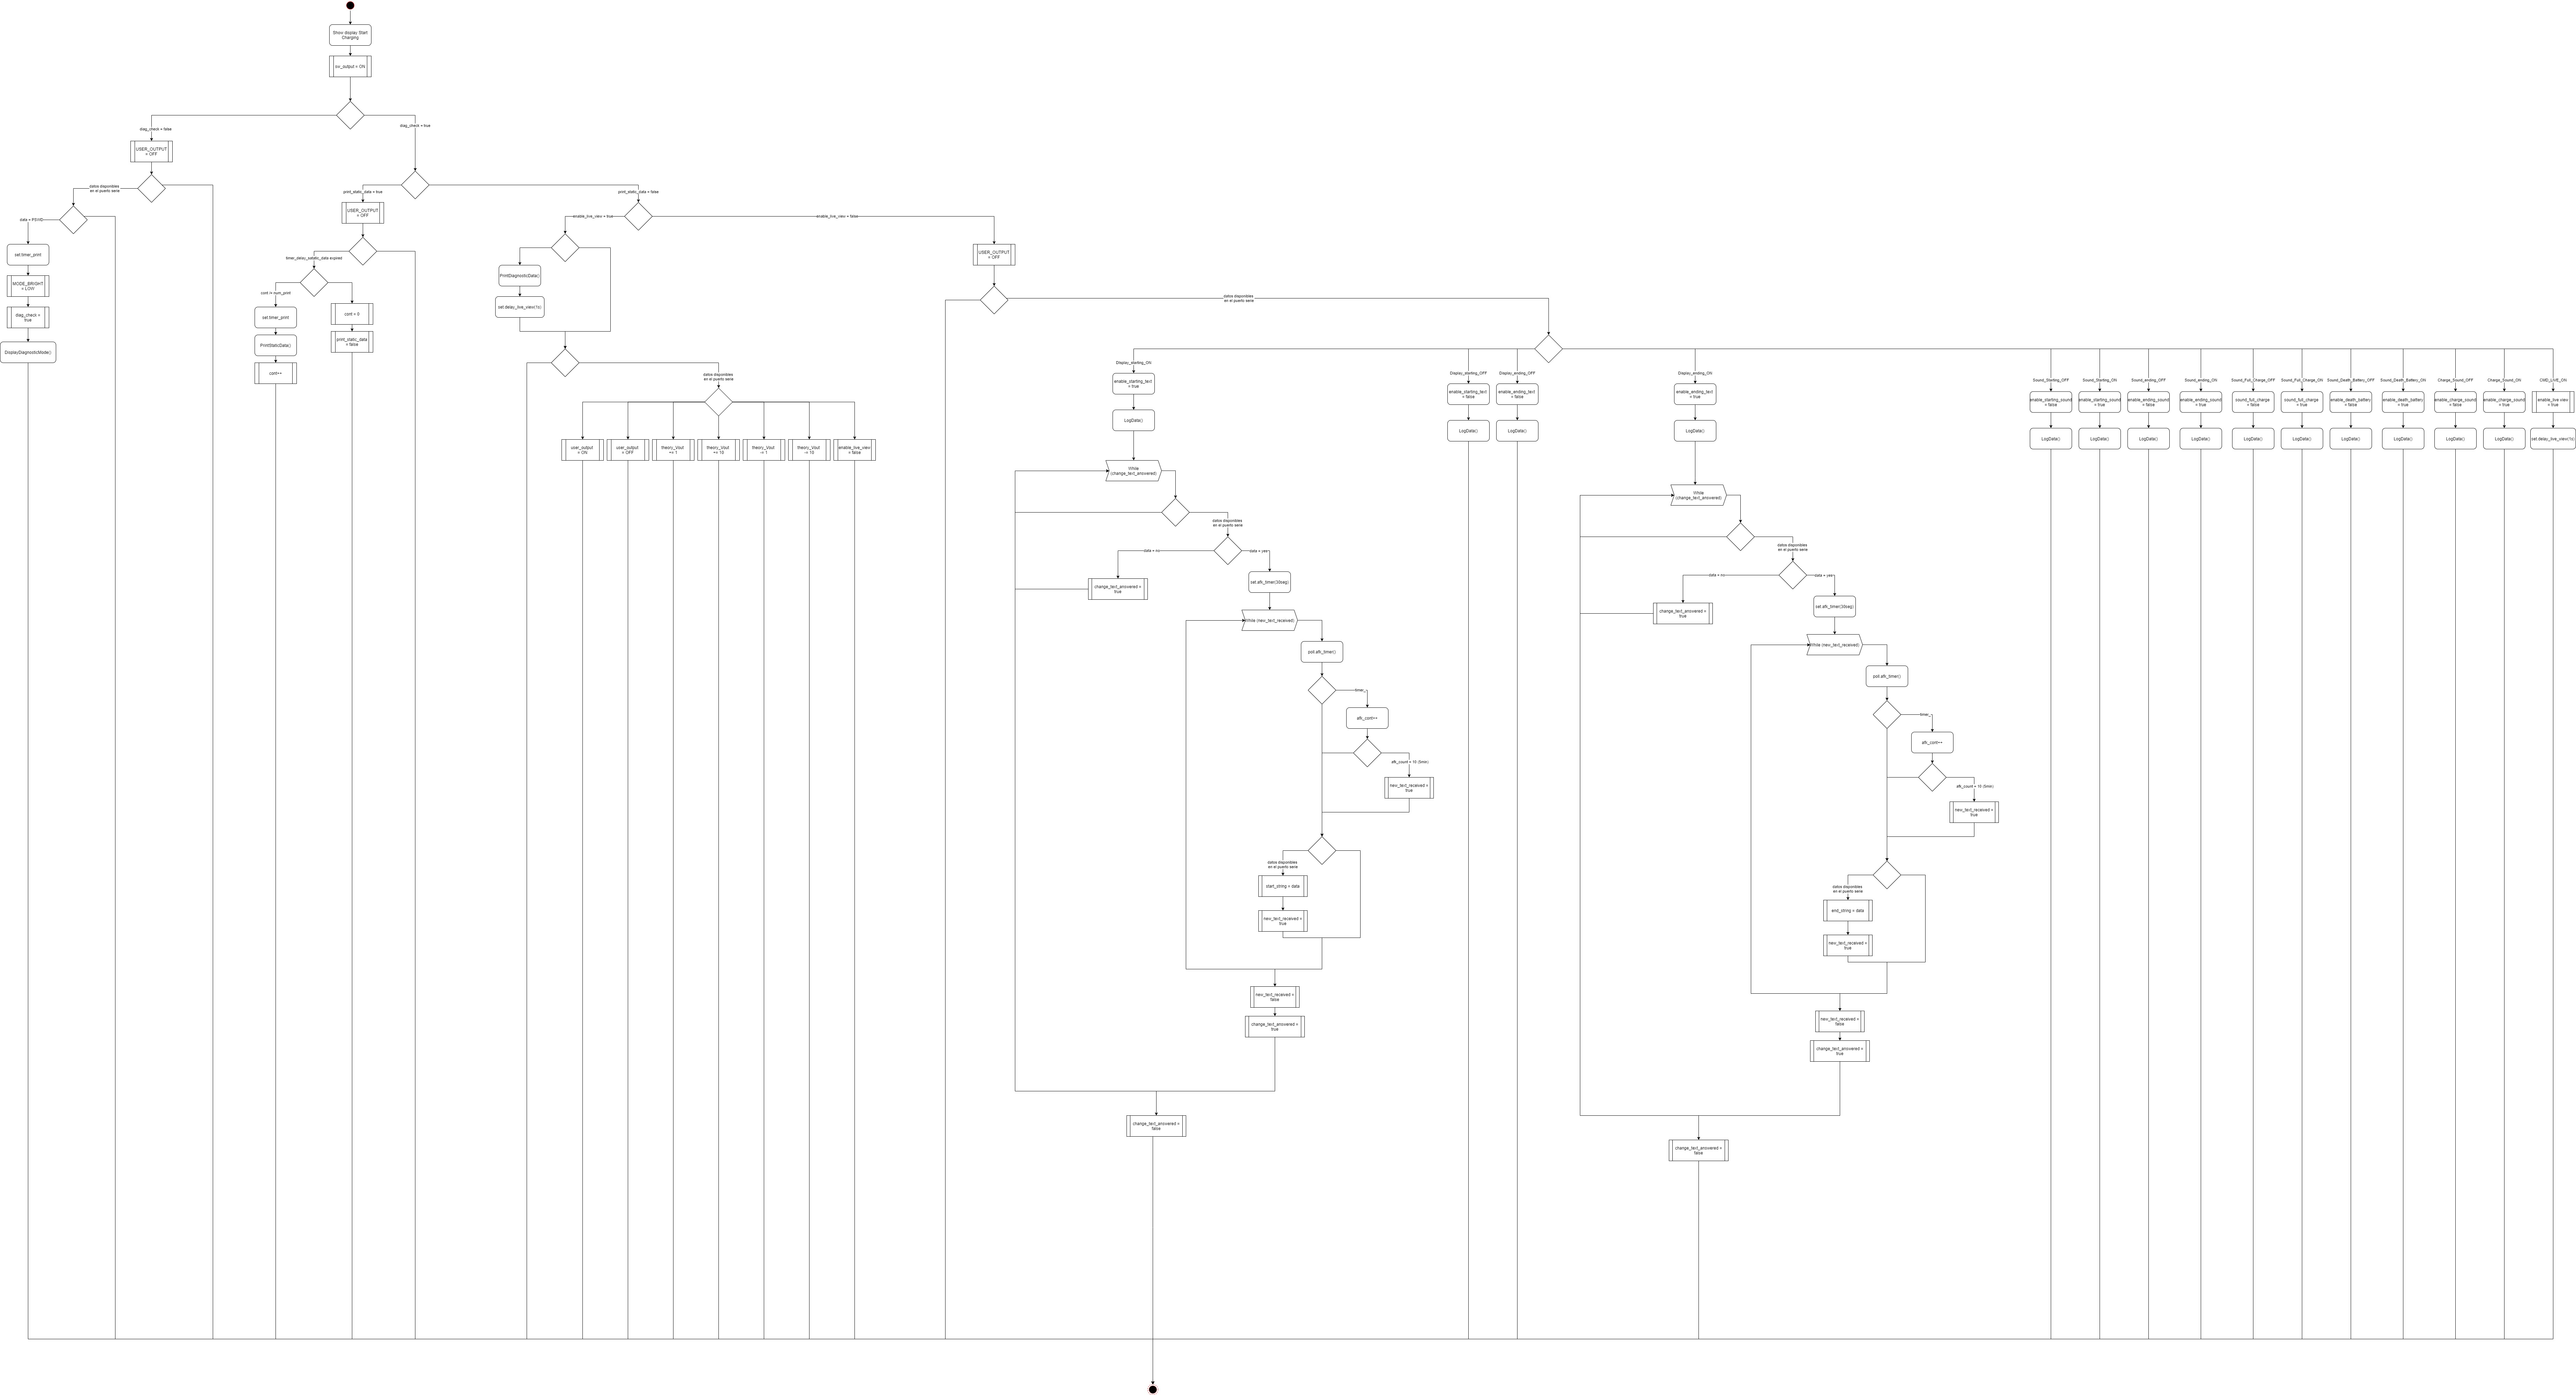 Show display Start
Charging
sw_output = ON
diag_check = false
diag_check = true
USER_OUTPUT
= OFF
datos disponibles
en el puerto serie
data = P.SHID
set.timer_print
MODE_BRIGHT
= LOW
diag_check =
true
DisplayDiagnosticMode()
print_static_data = true
USER_OUTPUT
= OFF
cont != num_print
set.timer_print
PrintStaticData()
cont++
cont = 0
print_static_data
= false
print_static_data = false
enable_live_view = true
enable_live_view = false
PrintDiagnosticData()
set.delay_live_view(1s)
datos disponibles
en el puerto serie
user_output
= ON
user_output
= OFF
theory_Vout
+= 1
theory_Vout
+= 10
theory_Vout
-= 1
theory_Vout
-= 10
enable_live_view
= false
USER_OUTPUT
= OFF
datos disponibles
en el puerto serie
Display_starting_ON
enable_starting_text
= true
LogData()
While
(change_text_answered)
datos disponibles
en el puerto serie
data = no
data = yes
change_text_answered =
true
set.afk_timer(30seg)
While (new_text_received)
poll.afk_timer()
timer_
afk_cont++
afk_count = 10 (5min)
new_text_received =
true
datos disponibles
en el puerto serie
start_string = data
new_text_received =
true
new_text_received =
false
change_text_answered =
true
change_text_answered =
false
Display_starting_OFF
enable_starting_text
= false
LogData()
Display_ending_OFF
enable_ending_text
= false
LogData()
Display_ending_ON
enable_ending_text
= true
LogData()
While
(change_text_answered)
datos disponibles
en el puerto serie
data = no
data = yes
change_text_answered =
true
set.afk_timer(30seg)
While (new_text_received)
poll.afk_timer()
timer_
afk_cont++
afk_count = 10 (5min)
new_text_received =
true
datos disponibles
en el puerto serie
end_string = data
new_text_received =
true
new_text_received =
false
change_text_answered =
true
change_text_answered =
false
Sound_Starting_OFF
enable_starting_sound
= false
LogData()
Sound_Starting_ON
enable_starting_sound
= true
LogData()
Sound_ending_OFF
enable_ending_sound
= false
LogData()
Sound_ending_ON
enable_ending_sound
= true
LogData()
Sound_Full_Charge_OFF
sound_full_charge
= false
LogData()
Sound_Full_Charge_ON
sound_full_charge
= true
LogData()
Sound_Death_Battery_OFF
enable_death_battery
= false
LogData()
Sound_Death_Battery_ON
enable_death_battery
= true
LogData()
Charge_Sound_OFF
enable_charge_sound
= false
LogData()
Charge_Sound_ON
enable_charge_sound
= true
LogData()
CMD_LIVE_ON
enable_live view
= true
set.delay_live_view(1s)